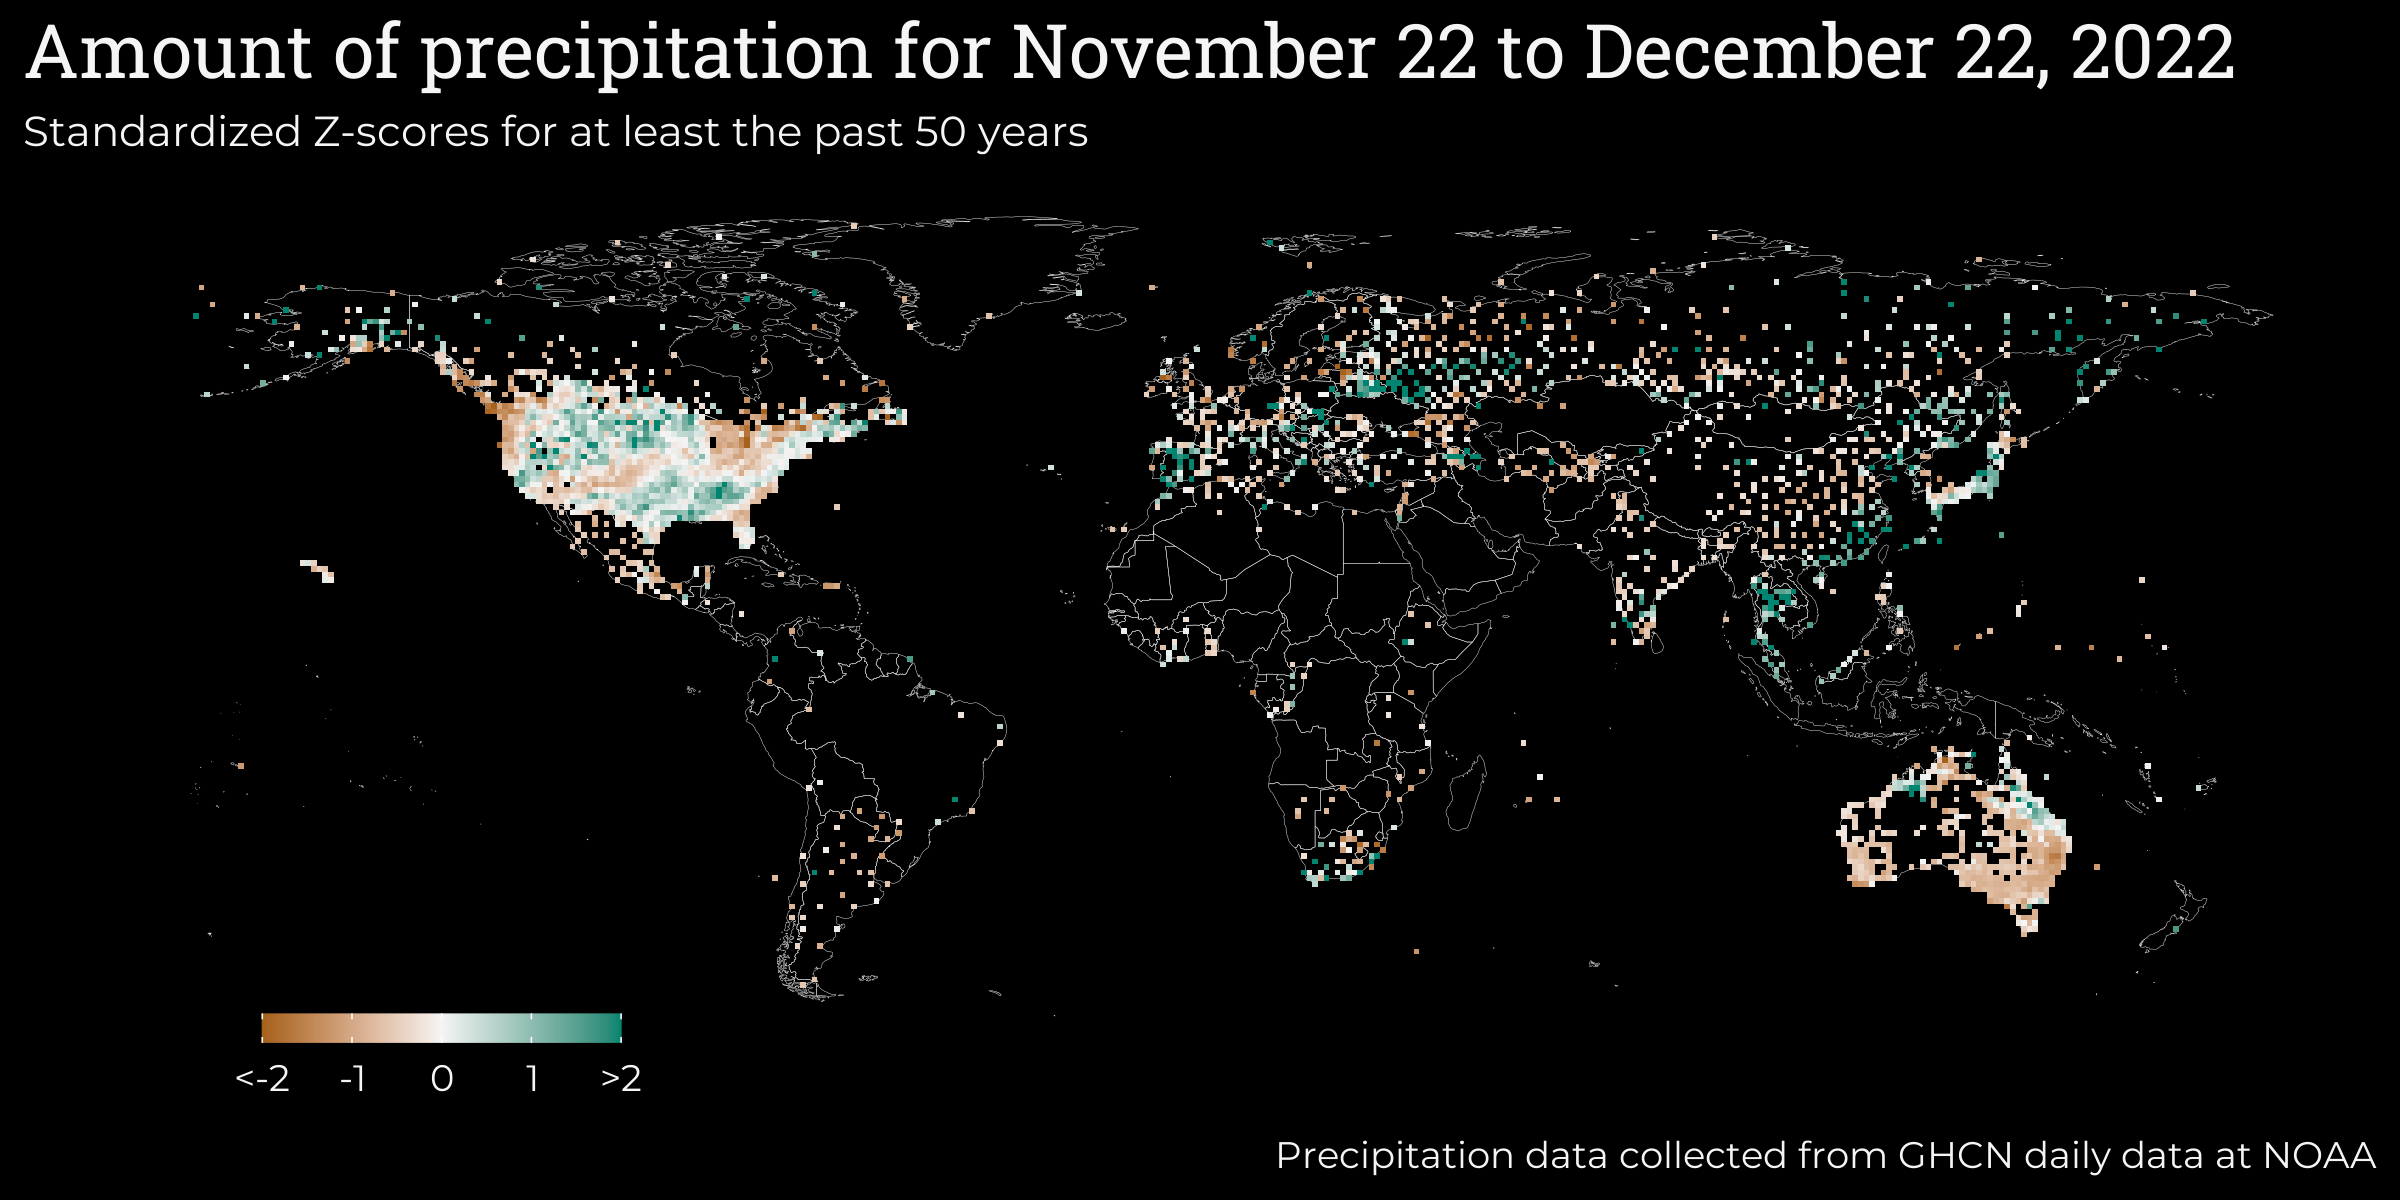 Amount of precipitation for November 22 to December 22, 2022
Standardized Z-scores for at least the past 50 years
<-2 -1 0 1 >2
Precipitation data collected from GHCN daily data at NOAA